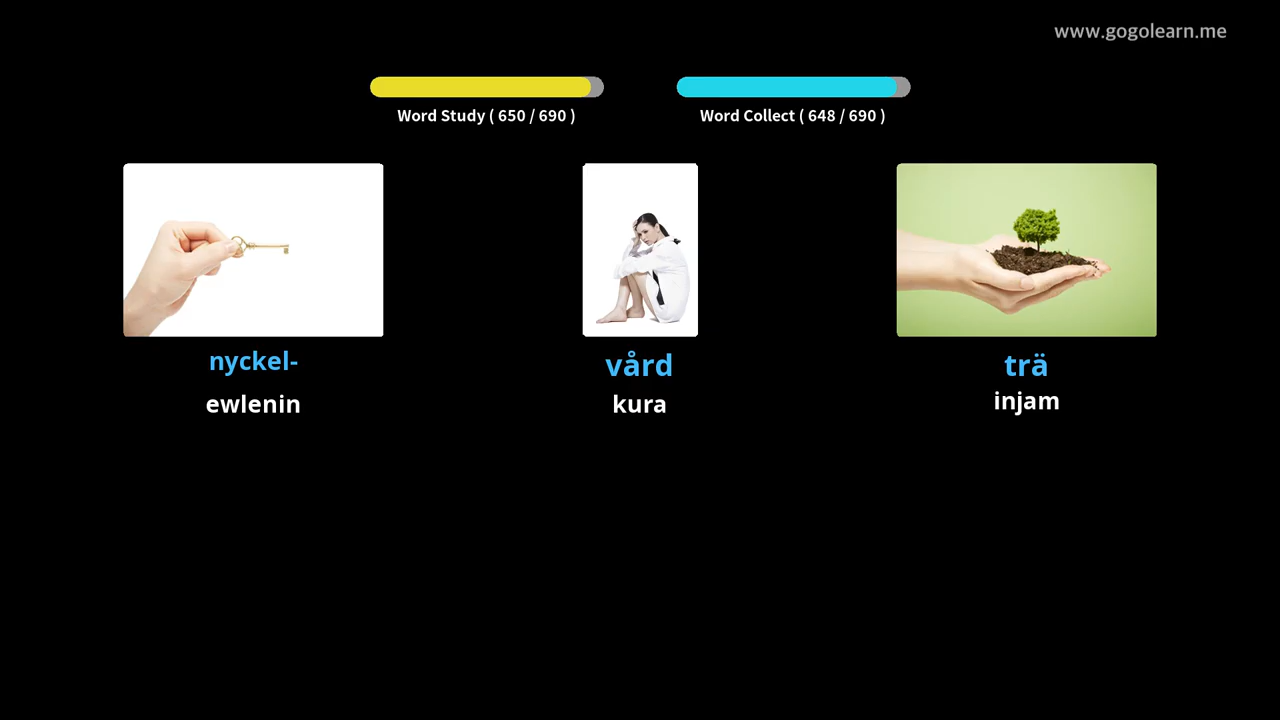 www.gogolearn.me
Word Study ( 650 / 690 )
Word Collect ( 648 / 690 )
nyckel-
vård
trä
ewlenin
kura
injam